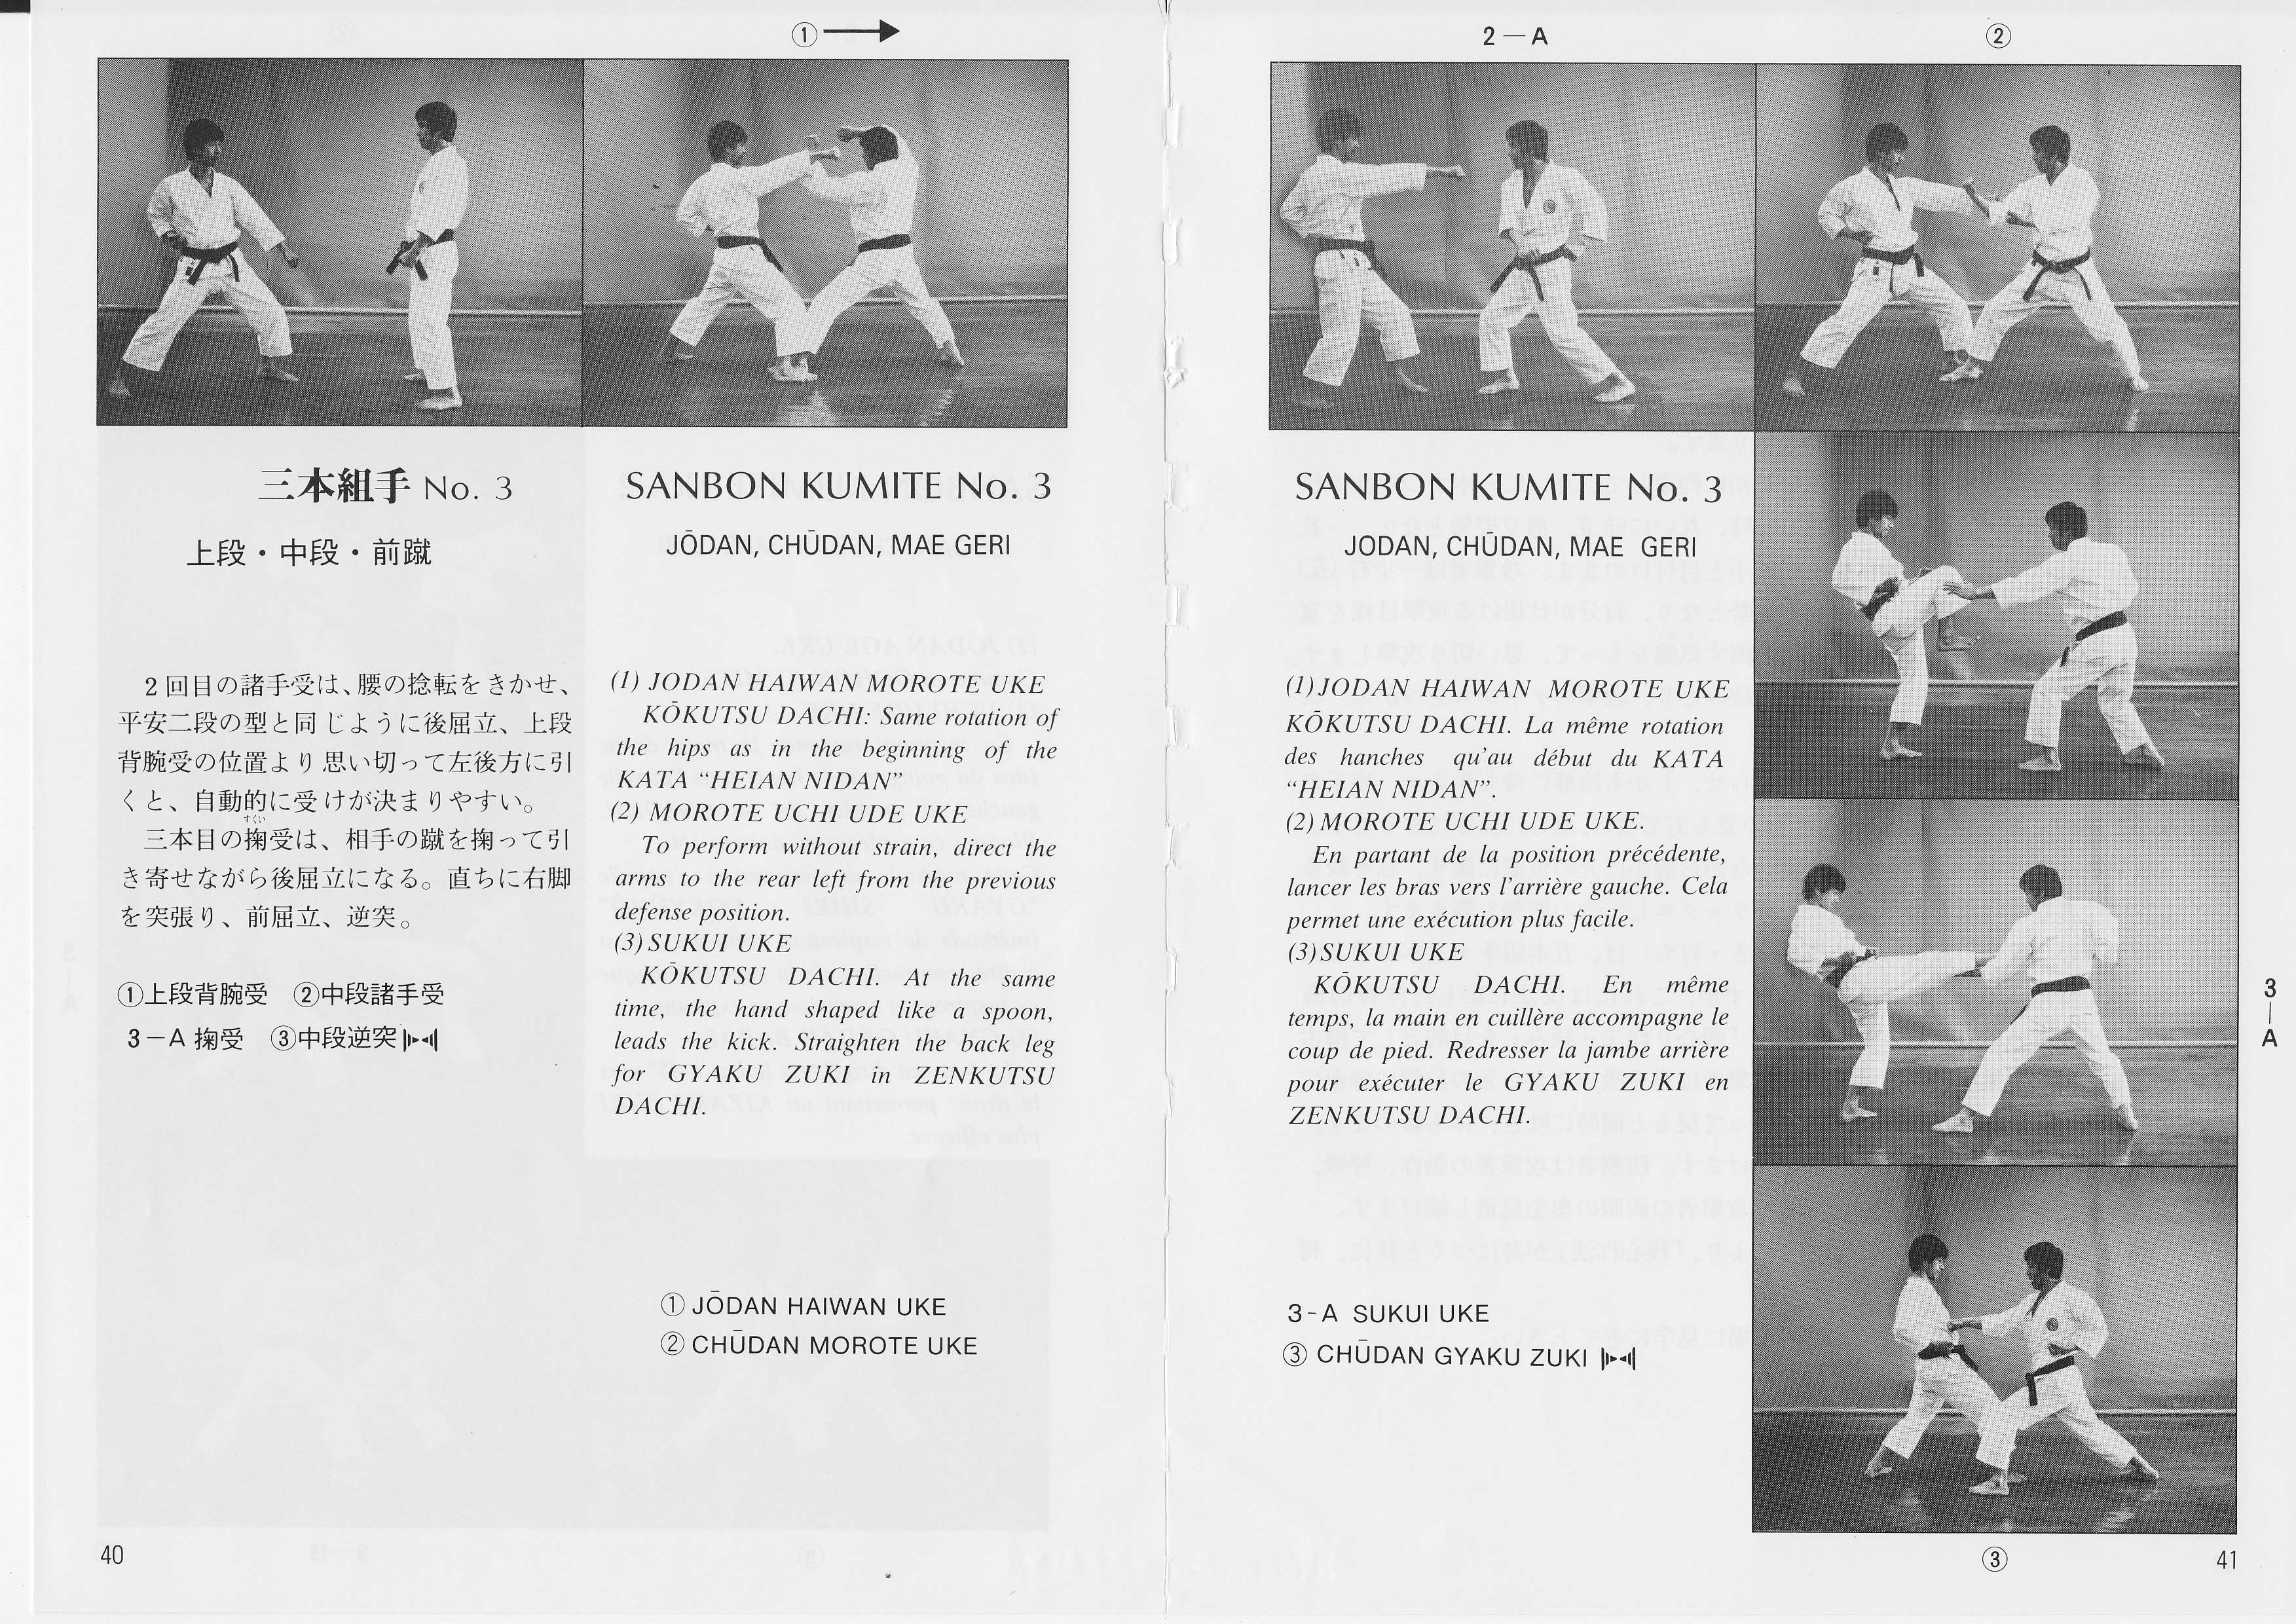 ① →
三本組手 No. 3
上段・中段・前蹴
2回目の諸手受は、腰の捻転をきかせ、
平安二段の型と同じように後屈立、上段
背腕受の位置より思い切って左後方に引
くと、自動的に受けが決まりやすい。
すくい
三本目の掬受は、相手の蹴を掬って引
き寄せながら後屈立になる。直ちに右脚
を突張り、前屈立、逆突。
①上段背腕受 ②中段諸手受
3－A 掬受 ③中段逆突
40
SANBON KUMITE No. 3
JŌDAN, CHŪDAN, MAE GERI
(1) JODAN HAIWAN MOROTE UKE
KŌKUTSU DACHI: Same rotation of
the hips as in the beginning of the
KATA “HEIAN NIDAN”
(2) MOROTE UCHI UDE UKE
To perform without strain, direct the
arms to the rear left from the previous
defense position.
(3) SUKUI UKE
KŌKUTSU DACHI. At the same
time, the hand shaped like a spoon,
leads the kick. Straighten the back leg
for GYAKU ZUKI in ZENKUTSU
DACHI.
① JŌDAN HAIWAN UKE
② CHŪDAN MOROTE UKE
2－A
②
SANBON KUMITE No. 3
JODAN, CHŪDAN, MAE GERI
(1) JODAN HAIWAN MOROTE UKE
KŌKUTSU DACHI. La même rotation
des hanches qu'au début du KATA
“HEIAN NIDAN”.
(2) MOROTE UCHI UDE UKE.
En partant de la position précédente,
lancer les bras vers l'arrière gauche. Cela
permet une exécution plus facile.
(3) SUKUI UKE
KŌKUTSU DACHI. En même
temps, la main en cuillère accompagne le
coup de pied. Redresser la jambe arrière
pour exécuter le GYAKU ZUKI en
ZENKUTSU DACHI.
3-A SUKUI UKE
③ CHŪDAN GYAKU ZUKI
3－A
③
41